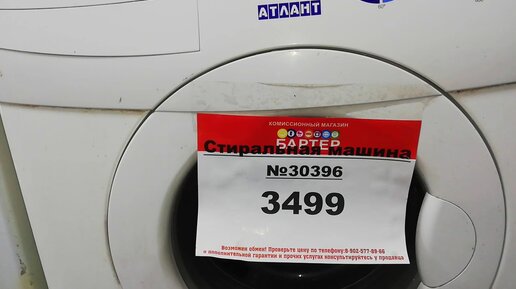 АТЛАНТ
КОМИССИОННЫЙ МАГАЗИН
БАРТЕР
Стиральная машина
№30396
3499
Возможен обмен! Проверьте цену по телефону:8-902-577-89-66
и дополнительной гарантии и прочих услугах консультируйтесь у продавца